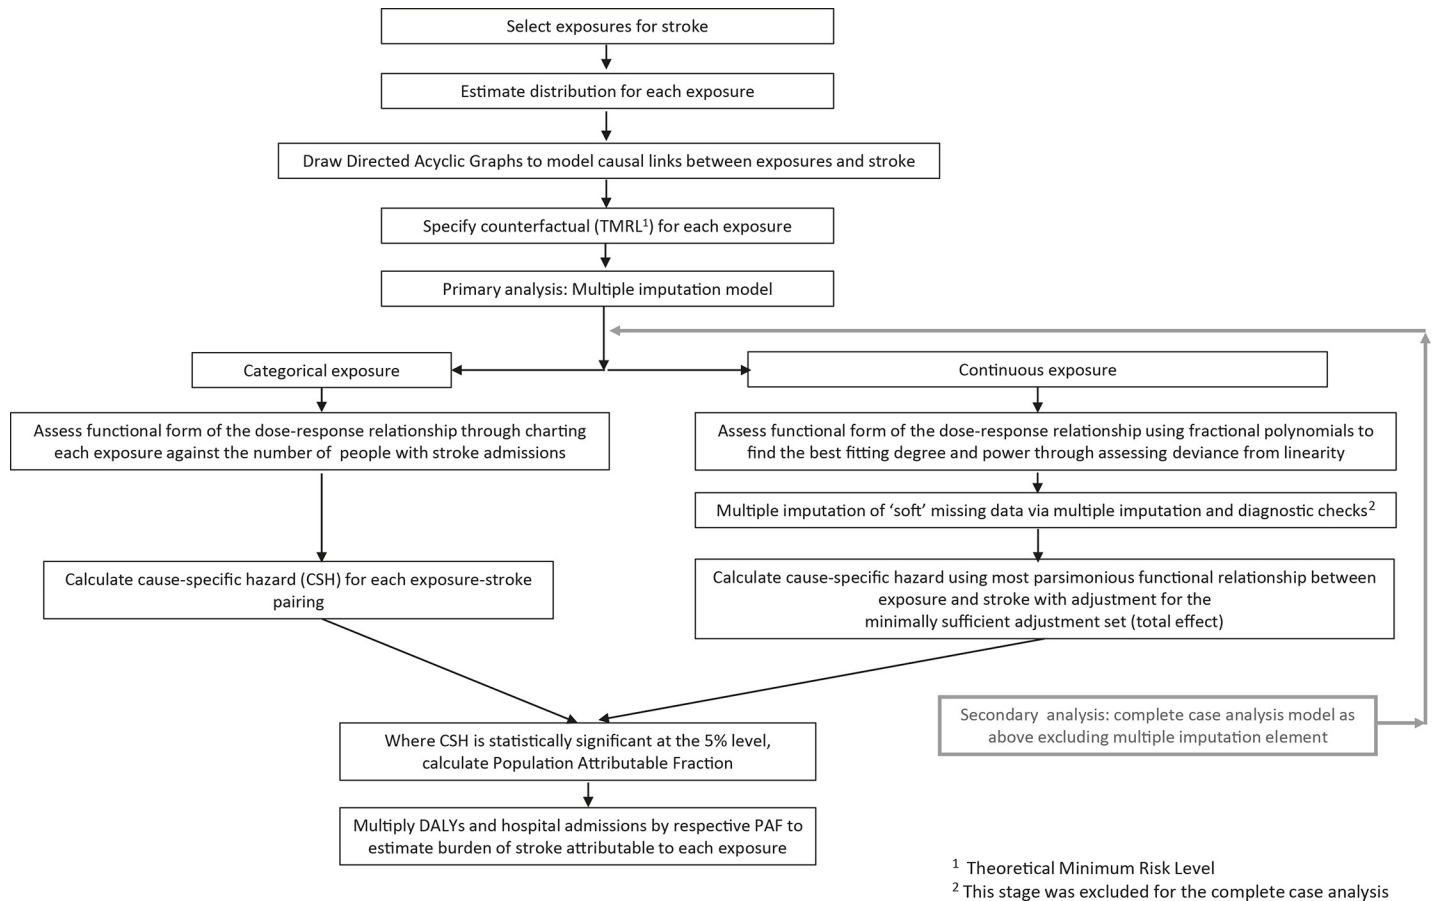 Select exposures for stroke
Estimate distribution for each exposure
Draw Directed Acyclic Graphs to model causal links between exposures and stroke
Specify counterfactual (TMRL¹) for each exposure
Primary analysis: Multiple imputation model
Categorical exposure
Assess functional form of the dose-response relationship through charting
each exposure against the number of people with stroke admissions
Calculate cause-specific hazard (CSH) for each exposure-stroke
pairing
Continuous exposure
Assess functional form of the dose-response relationship using fractional polynomials to
find the best fitting degree and power through assessing deviance from linearity
Multiple imputation of ‘soft’ missing data via multiple imputation and diagnostic checks²
Calculate cause-specific hazard using most parsimonious functional relationship between
exposure and stroke with adjustment for the
minimally sufficient adjustment set (total effect)
Secondary analysis: complete case analysis model as
above excluding multiple imputation element
Where CSH is statistically significant at the 5% level,
calculate Population Attributable Fraction
Multiply DALYs and hospital admissions by respective PAF to
estimate burden of stroke attributable to each exposure
¹ Theoretical Minimum Risk Level
² This stage was excluded for the complete case analysis